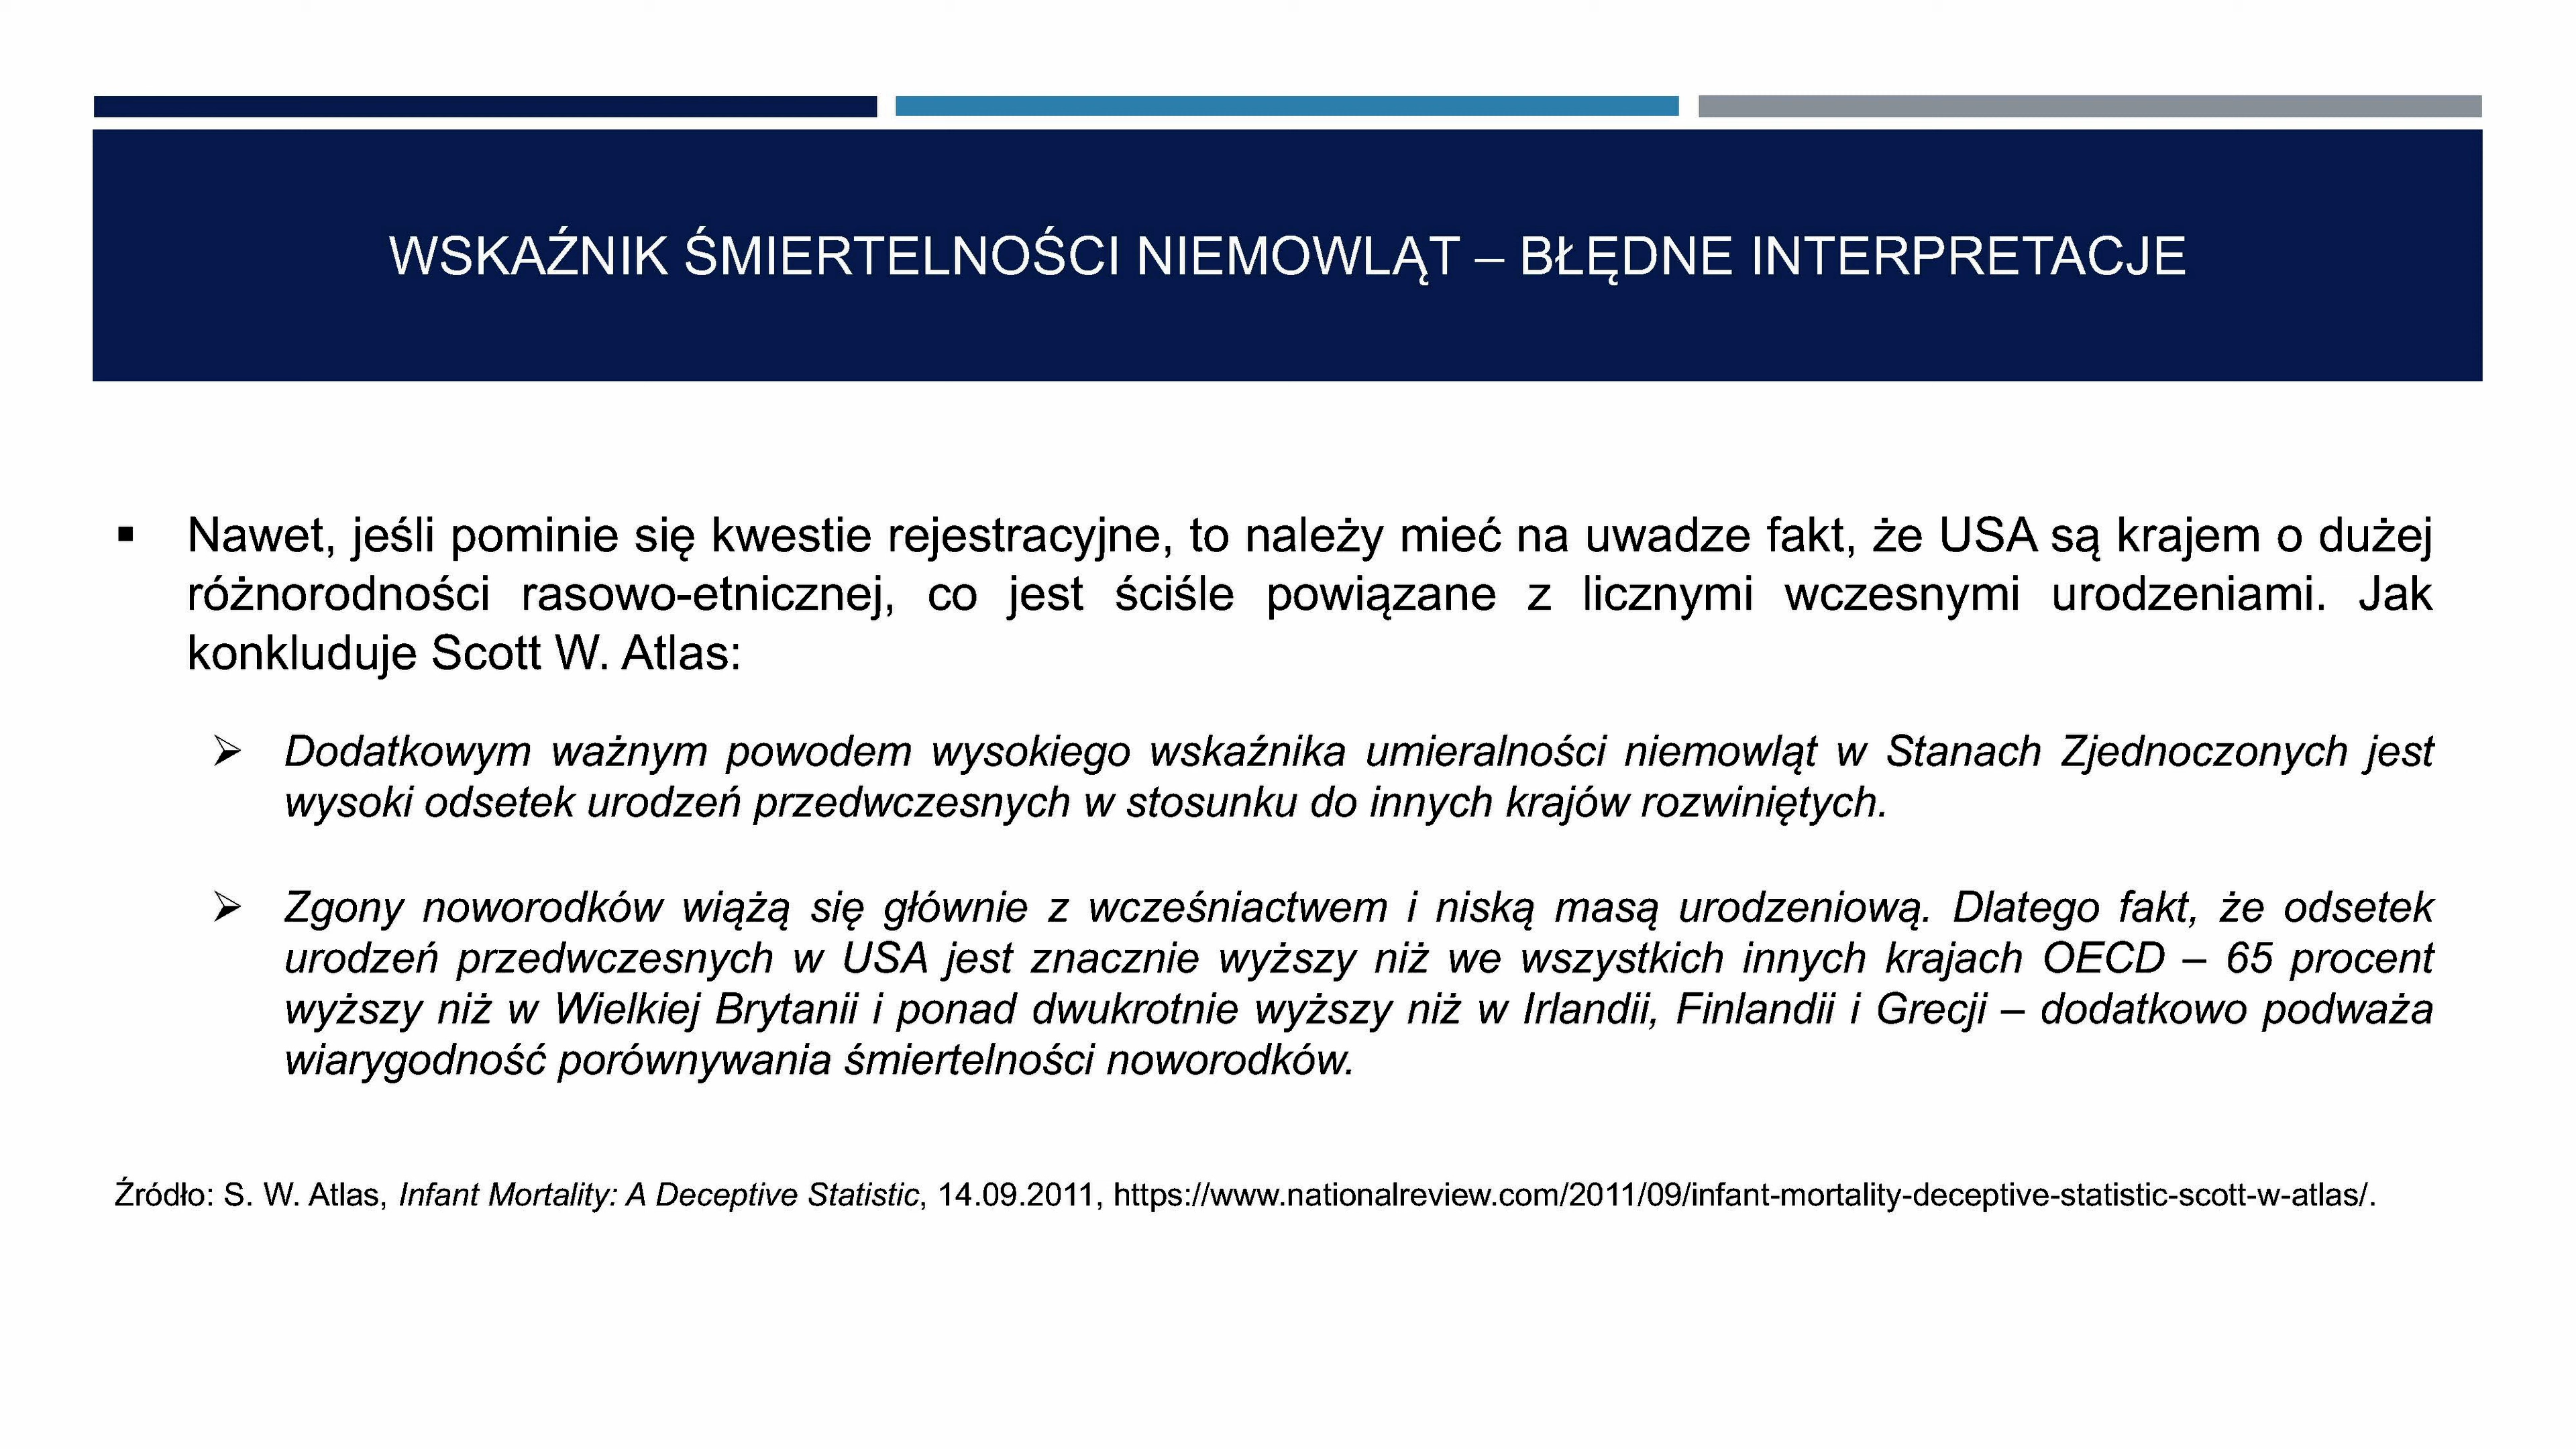 WSKAŹNIK ŚMIERTELNOŚCI NIEMOWLĄT – BŁĘDNE INTERPRETACJE
▪ Nawet, jeśli pominie się kwestie rejestracyjne, to należy mieć na uwadze fakt, że USA są krajem o dużej
różnorodności rasowo-etnicznej, co jest ściśle powiązane z licznymi wczesnymi urodzeniami. Jak
konkluduje Scott W. Atlas:
➢ Dodatkowym ważnym powodem wysokiego wskaźnika umieralności niemowląt w Stanach Zjednoczonych jest
wysoki odsetek urodzeń przedwczesnych w stosunku do innych krajów rozwiniętych.
➢ Zgony noworodków wiążą się głównie z wcześniactwem i niską masą urodzeniową. Dlatego fakt, że odsetek
urodzeń przedwczesnych w USA jest znacznie wyższy niż we wszystkich innych krajach OECD – 65 procent
wyższy niż w Wielkiej Brytanii i ponad dwukrotnie wyższy niż w Irlandii, Finlandii i Grecji – dodatkowo podważa
wiarygodność porównywania śmiertelności noworodków.
Źródło: S. W. Atlas, Infant Mortality: A Deceptive Statistic, 14.09.2011, https://www.nationalreview.com/2011/09/infant-mortality-deceptive-statistic-scott-w-atlas/.